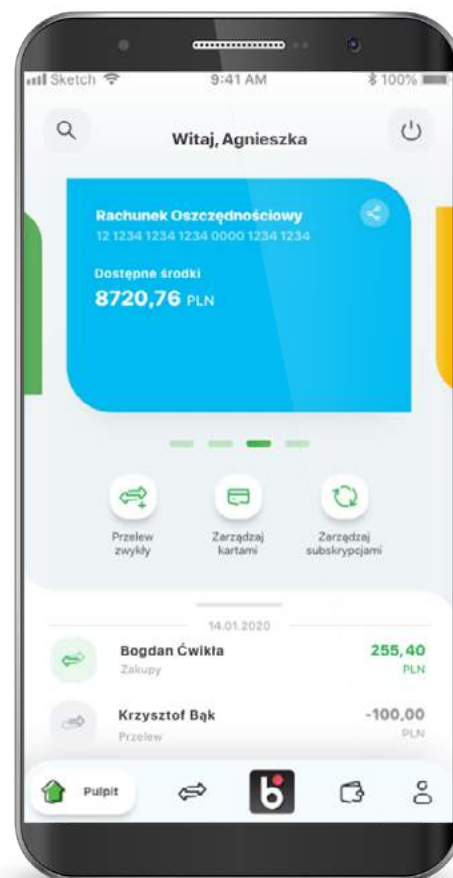 Sketch 9:41 AM 100%
Witaj, Agnieszka
Rachunek Oszczędnościowy
12 1234 1234 1234 0000 1234 1234
Dostępne środki
8720,76 PLN
Przelew
zwykły
Zarządzaj
kartami
Zarządzaj
subskrypcjami
14.01.2020
Bogdan Ćwikła 255,40
Zakupy PLN
Krzysztof Bąk -100,00
Przelew PLN
Pulpit
b